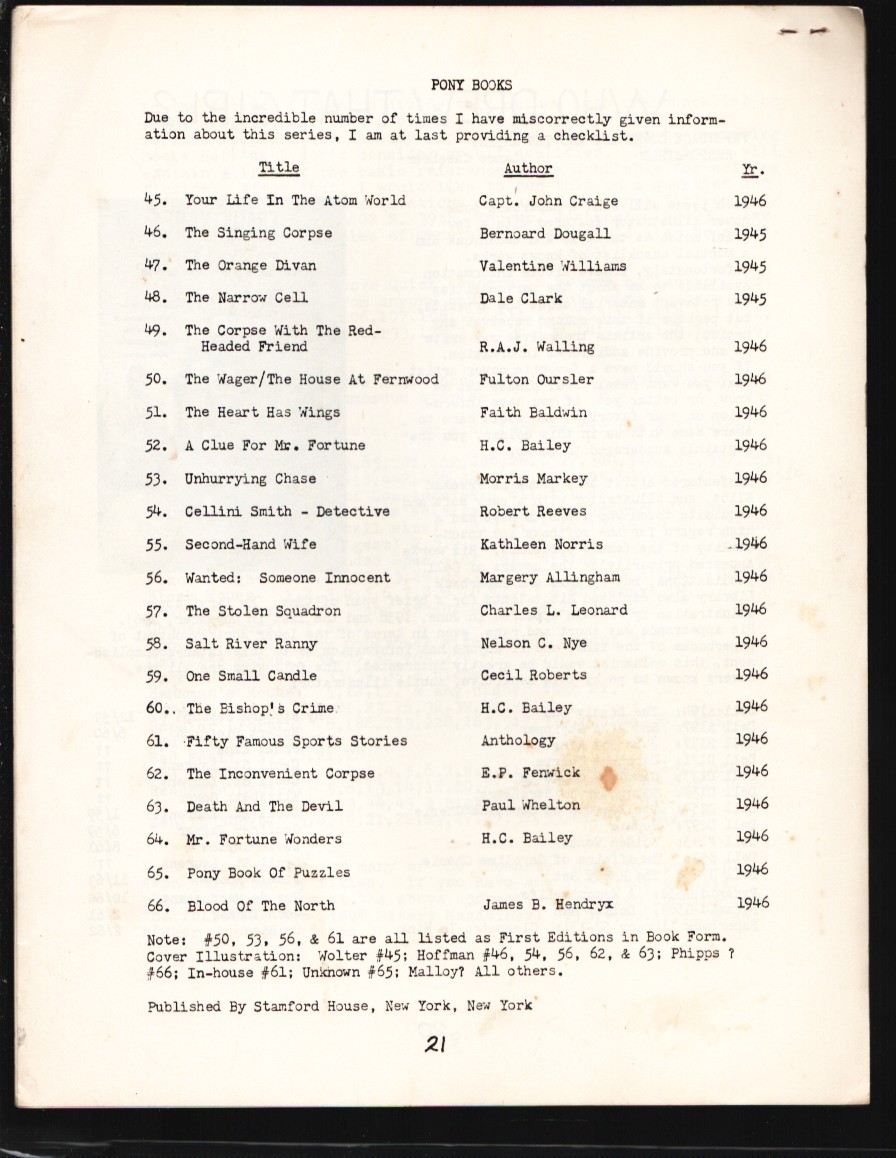 PONY BOOKS
Due to the incredible number of times I have miscorrectly given inform-
ation about this series, I am at last providing a checklist.
Title Author Yr.
45. Your Life In The Atom World Capt. John Craige 1946
46. The Singing Corpse Bernoard Dougall 1945
47. The Orange Divan Valentine Williams 1945
48. The Narrow Cell Dale Clark 1945
49. The Corpse With The Red-
Headed Friend R.A.J. Walling 1946
50. The Wager/The House At Fernwood Fulton Oursler 1946
51. The Heart Has Wings Faith Baldwin 1946
52. A Clue For Mr. Fortune H.C. Bailey 1946
53. Unhurrying Chase Morris Markey 1946
54. Cellini Smith - Detective Robert Reeves 1946
55. Second-Hand Wife Kathleen Norris 1946
56. Wanted: Someone Innocent Margery Allingham 1946
57. The Stolen Squadron Charles L. Leonard 1946
58. Salt River Ranny Nelson C. Nye 1946
59. One Small Candle Cecil Roberts 1946
60.. The Bishop's Crime H.C. Bailey 1946
61. Fifty Famous Sports Stories Anthology 1946
62. The Inconvenient Corpse E.P. Fenwick 1946
63. Death And The Devil Paul Whelton 1946
64. Mr. Fortune Wonders H.C. Bailey 1946
65. Pony Book Of Puzzles 1946
66. Blood Of The North James B. Hendryx 1946
Note: #50, 53, 56, & 61 are all listed as First Editions in Book Form.
Cover Illustration: Wolter #45; Hoffman #46, 54, 56, 62, & 63; Phipps ?
#66; In-house #61; Unknown #65; Malloy? All others.
Published By Stamford House, New York, New York
21